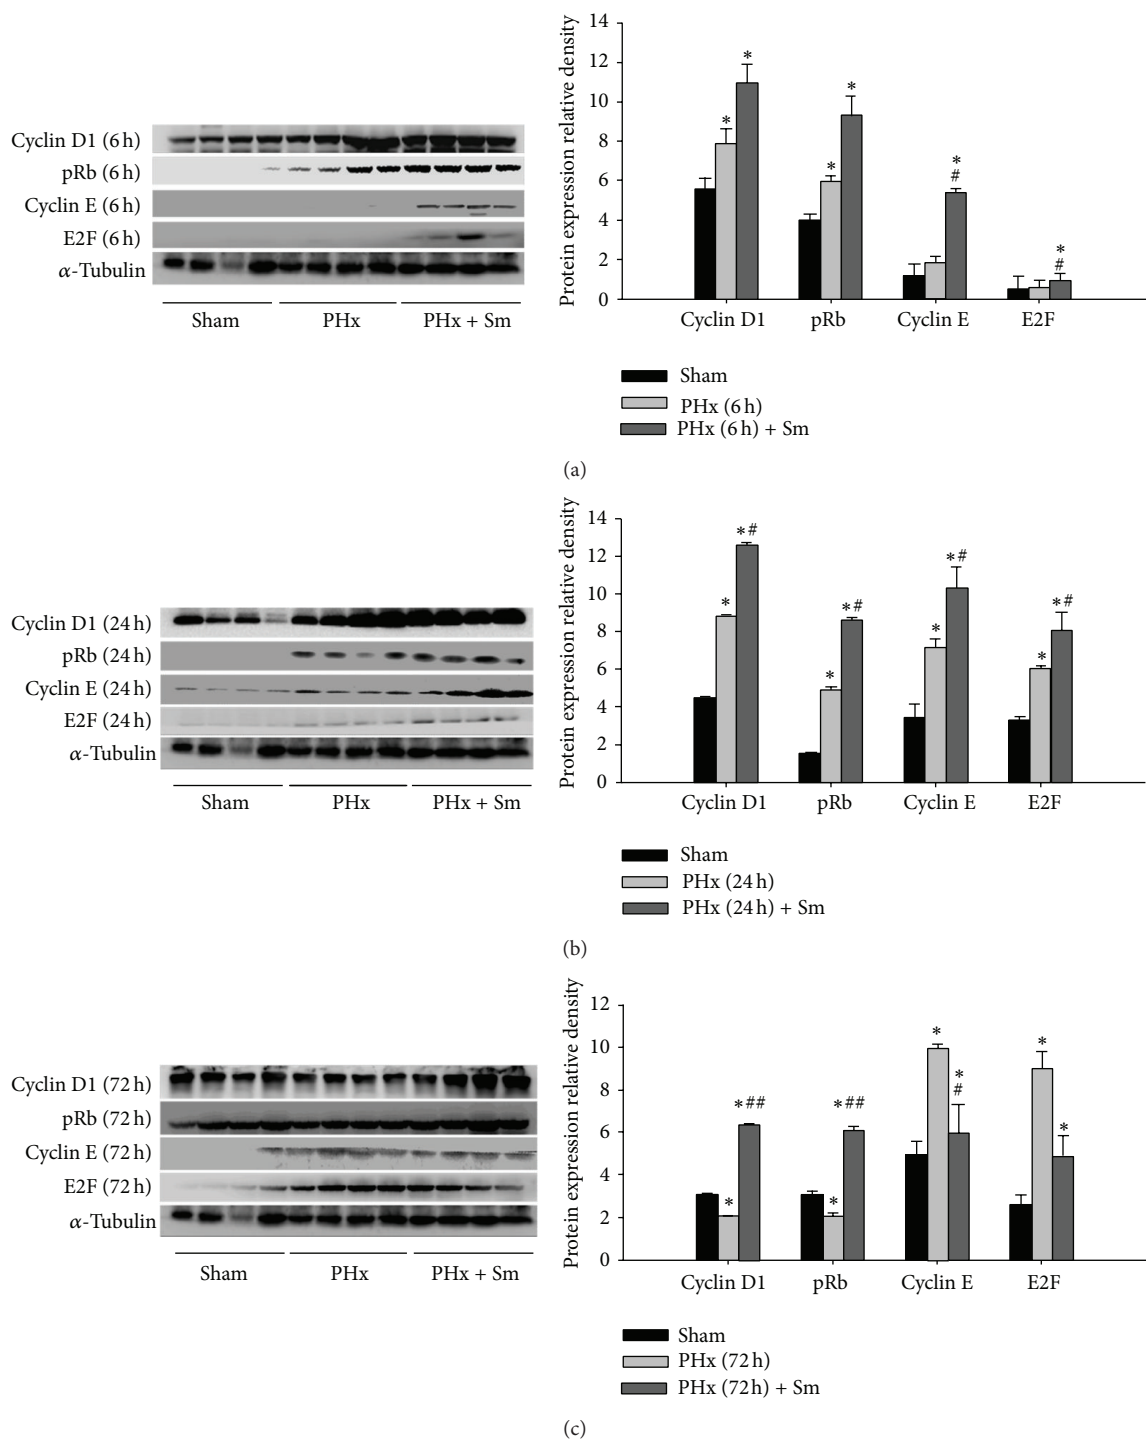 Cyclin D1 (6 h)
pRb (6 h)
Cyclin E (6 h)
E2F (6 h)
α-Tubulin
Sham PHx PHx + Sm
Protein expression relative density
14
12
10
8
6
4
2
0
* * * * * # * #
Cyclin D1 pRb Cyclin E E2F
Sham
PHx (6 h)
PHx (6 h) + Sm
(a)
Cyclin D1 (24 h)
pRb (24 h)
Cyclin E (24 h)
E2F (24 h)
α-Tubulin
Sham PHx PHx + Sm
Protein expression relative density
14
12
10
8
6
4
2
0
* *# * *# * *# * *#
Cyclin D1 pRb Cyclin E E2F
Sham
PHx (24 h)
PHx (24 h) + Sm
(b)
Cyclin D1 (72 h)
pRb (72 h)
Cyclin E (72 h)
E2F (72 h)
α-Tubulin
Sham PHx PHx + Sm
Protein expression relative density
12
10
8
6
4
2
0
* *## * *## * * # * *
Cyclin D1 pRb Cyclin E E2F
Sham
PHx (72 h)
PHx (72 h) + Sm
(c)